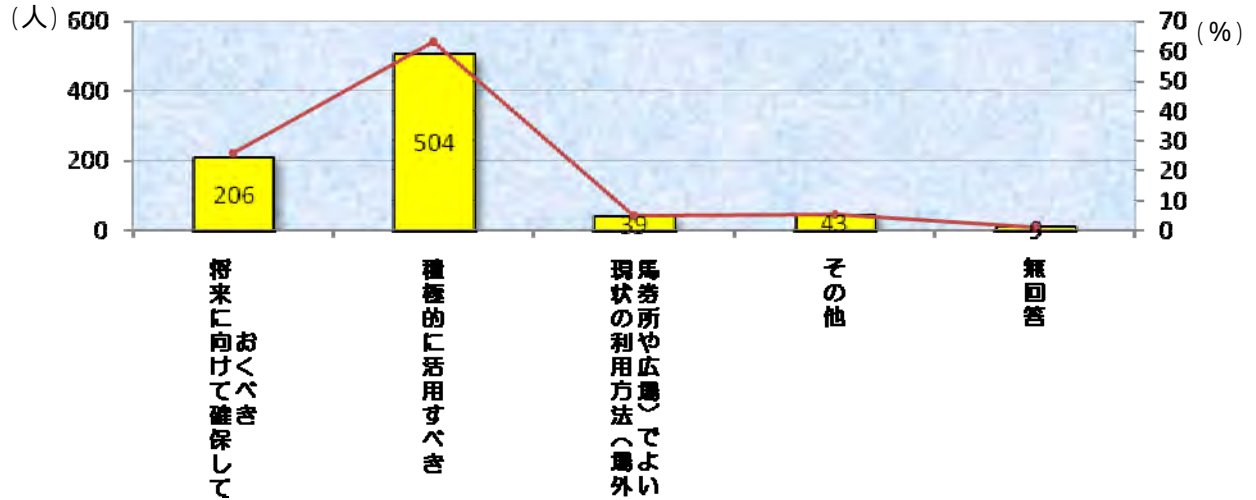 (人)
600
400
200
0
70
(%)
60
50
40
30
20
10
0
206
504
39
43
9
将来に向けて確保して
おくべき
積極的に活用すべき
現状の利用方法（場外
馬券所や広場）でよい
その他
無回答